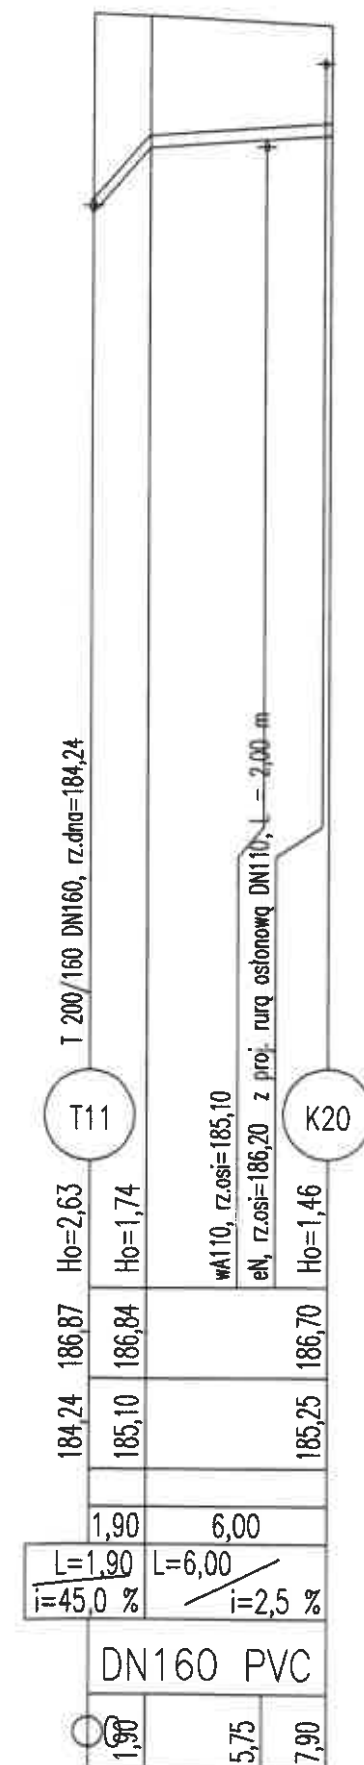 T 200/160 DN160, rz.dna=184,24
wA110, rz.osi=185,10
eN, rz.osi=186,20 z proj. rurą osłonową DN110, L = 2,00 m
T11
K20
Ho=2,63
Ho=1,74
Ho=1,46
186,87
186,84
186,70
184,24
185,10
185,25
1,90
6,00
L=1,90
L=6,00
i=45,0 %
i=2,5 %
DN160 PVC
1,90
5,75
7,90